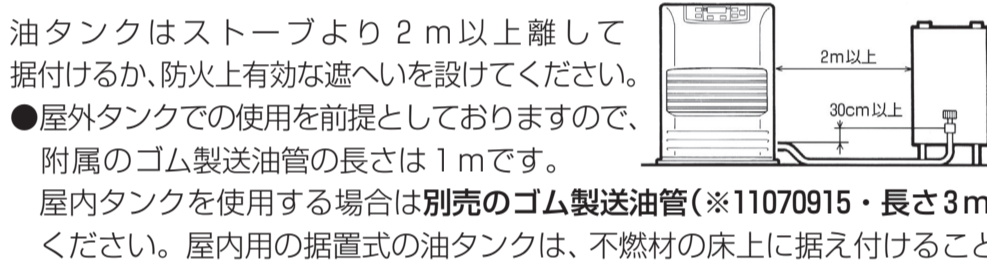 油タンクはストーブより2m以上離して
据付けるか、防火上有効な遮へいを設けてください。
●屋外タンクでの使用を前提としておりますので、
附属のゴム製送油管の長さは1mです。
屋内タンクを使用する場合は別売のゴム製送油管(※11070915・長さ3m
ください。屋内用の据置式の油タンクは、不燃材の床上に据え付けること
2m以上
30cm以上